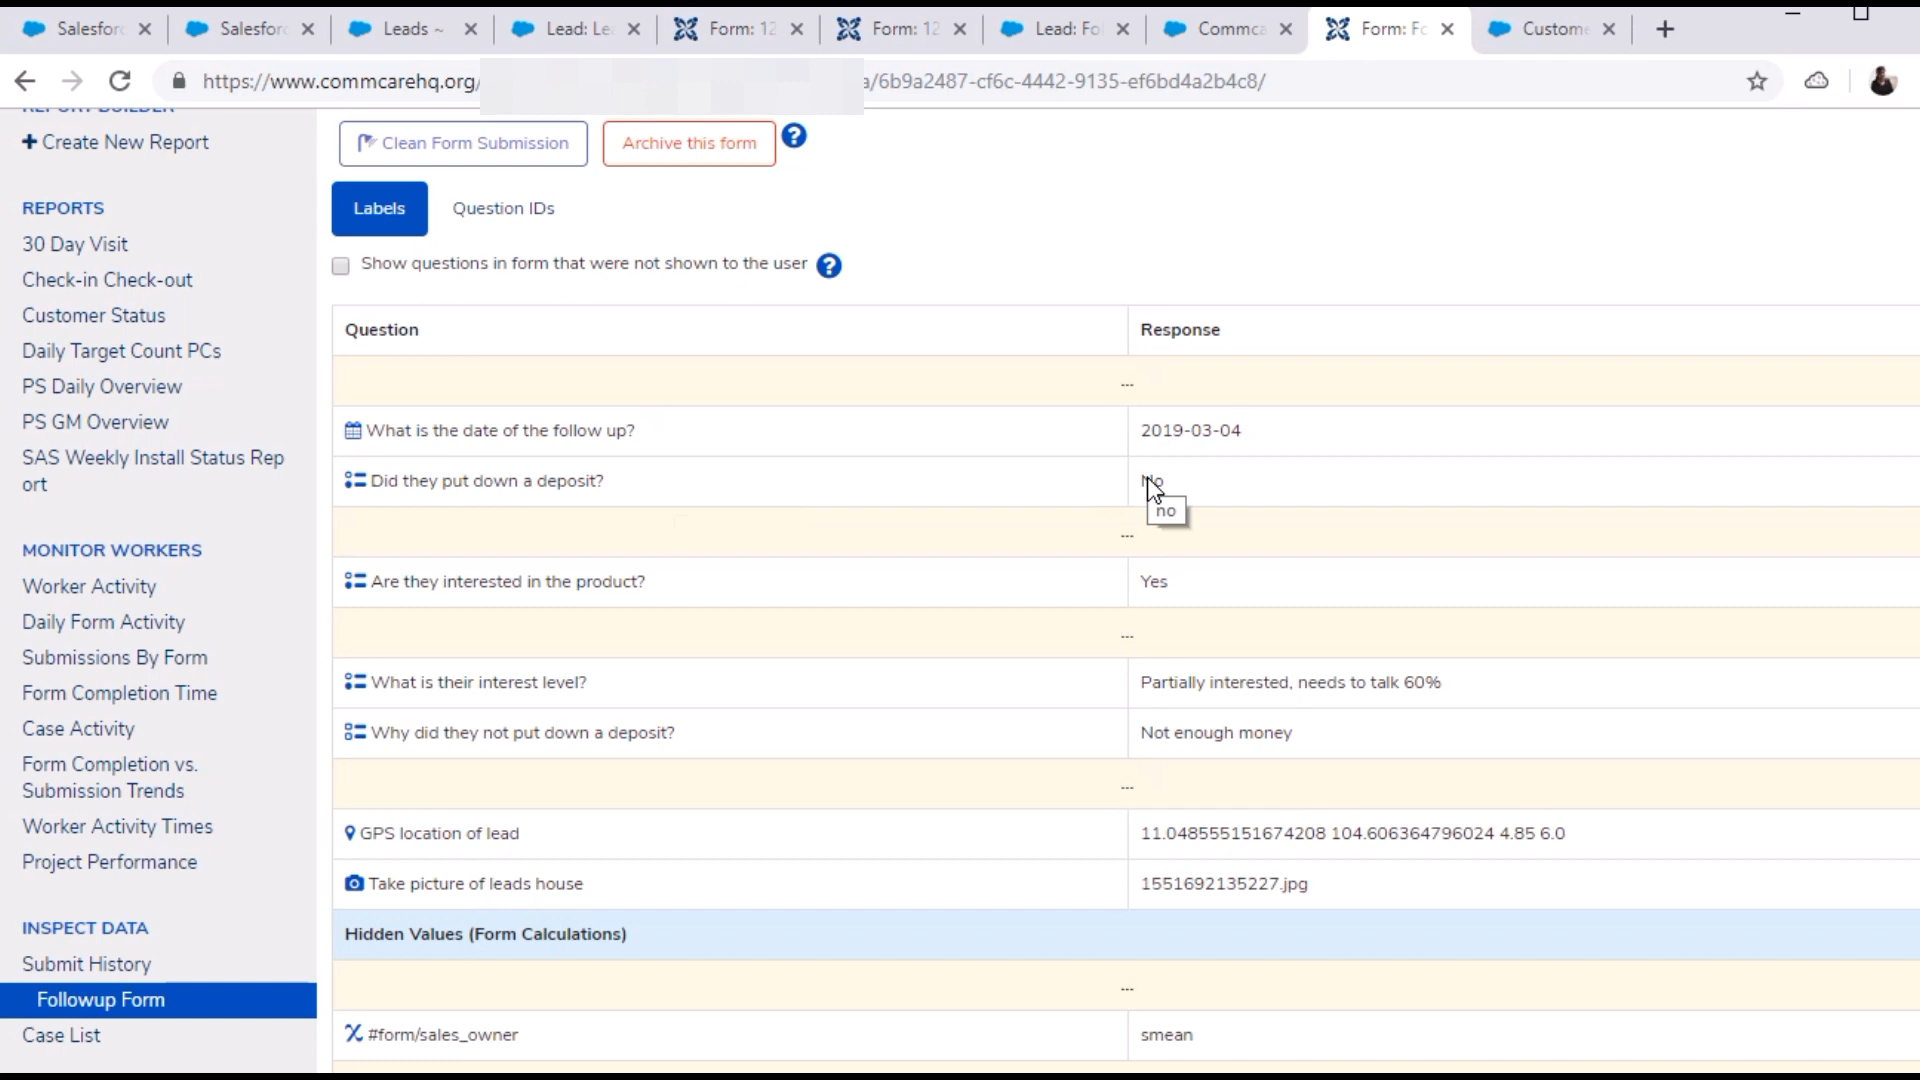 Salesforc
Salesforc
Leads ~
Lead: Le
Form: 12
Form: 12
Lead: Fo
Commca
Form: Fo
Custome
https://www.commcarehq.org/
a/6b9a2487-cf6c-4442-9135-ef6bd4a2b4c8/
REPORT BUILDER
Create New Report
REPORTS
30 Day Visit
Check-in Check-out
Customer Status
Daily Target Count PCs
PS Daily Overview
PS GM Overview
SAS Weekly Install Status Rep
ort
MONITOR WORKERS
Worker Activity
Daily Form Activity
Submissions By Form
Form Completion Time
Case Activity
Form Completion vs.
Submission Trends
Worker Activity Times
Project Performance
INSPECT DATA
Submit History
Followup Form
Case List
Clean Form Submission
Archive this form
?
Labels
Question IDs
Show questions in form that were not shown to the user ?
Question Response
...
What is the date of the follow up? 2019-03-04
Did they put down a deposit? No
no
...
Are they interested in the product? Yes
...
What is their interest level? Partially interested, needs to talk 60%
Why did they not put down a deposit? Not enough money
...
GPS location of lead 11.048555151674208 104.606364796024 4.85 6.0
Take picture of leads house 1551692135227.jpg
Hidden Values (Form Calculations)
...
#form/sales_owner smean